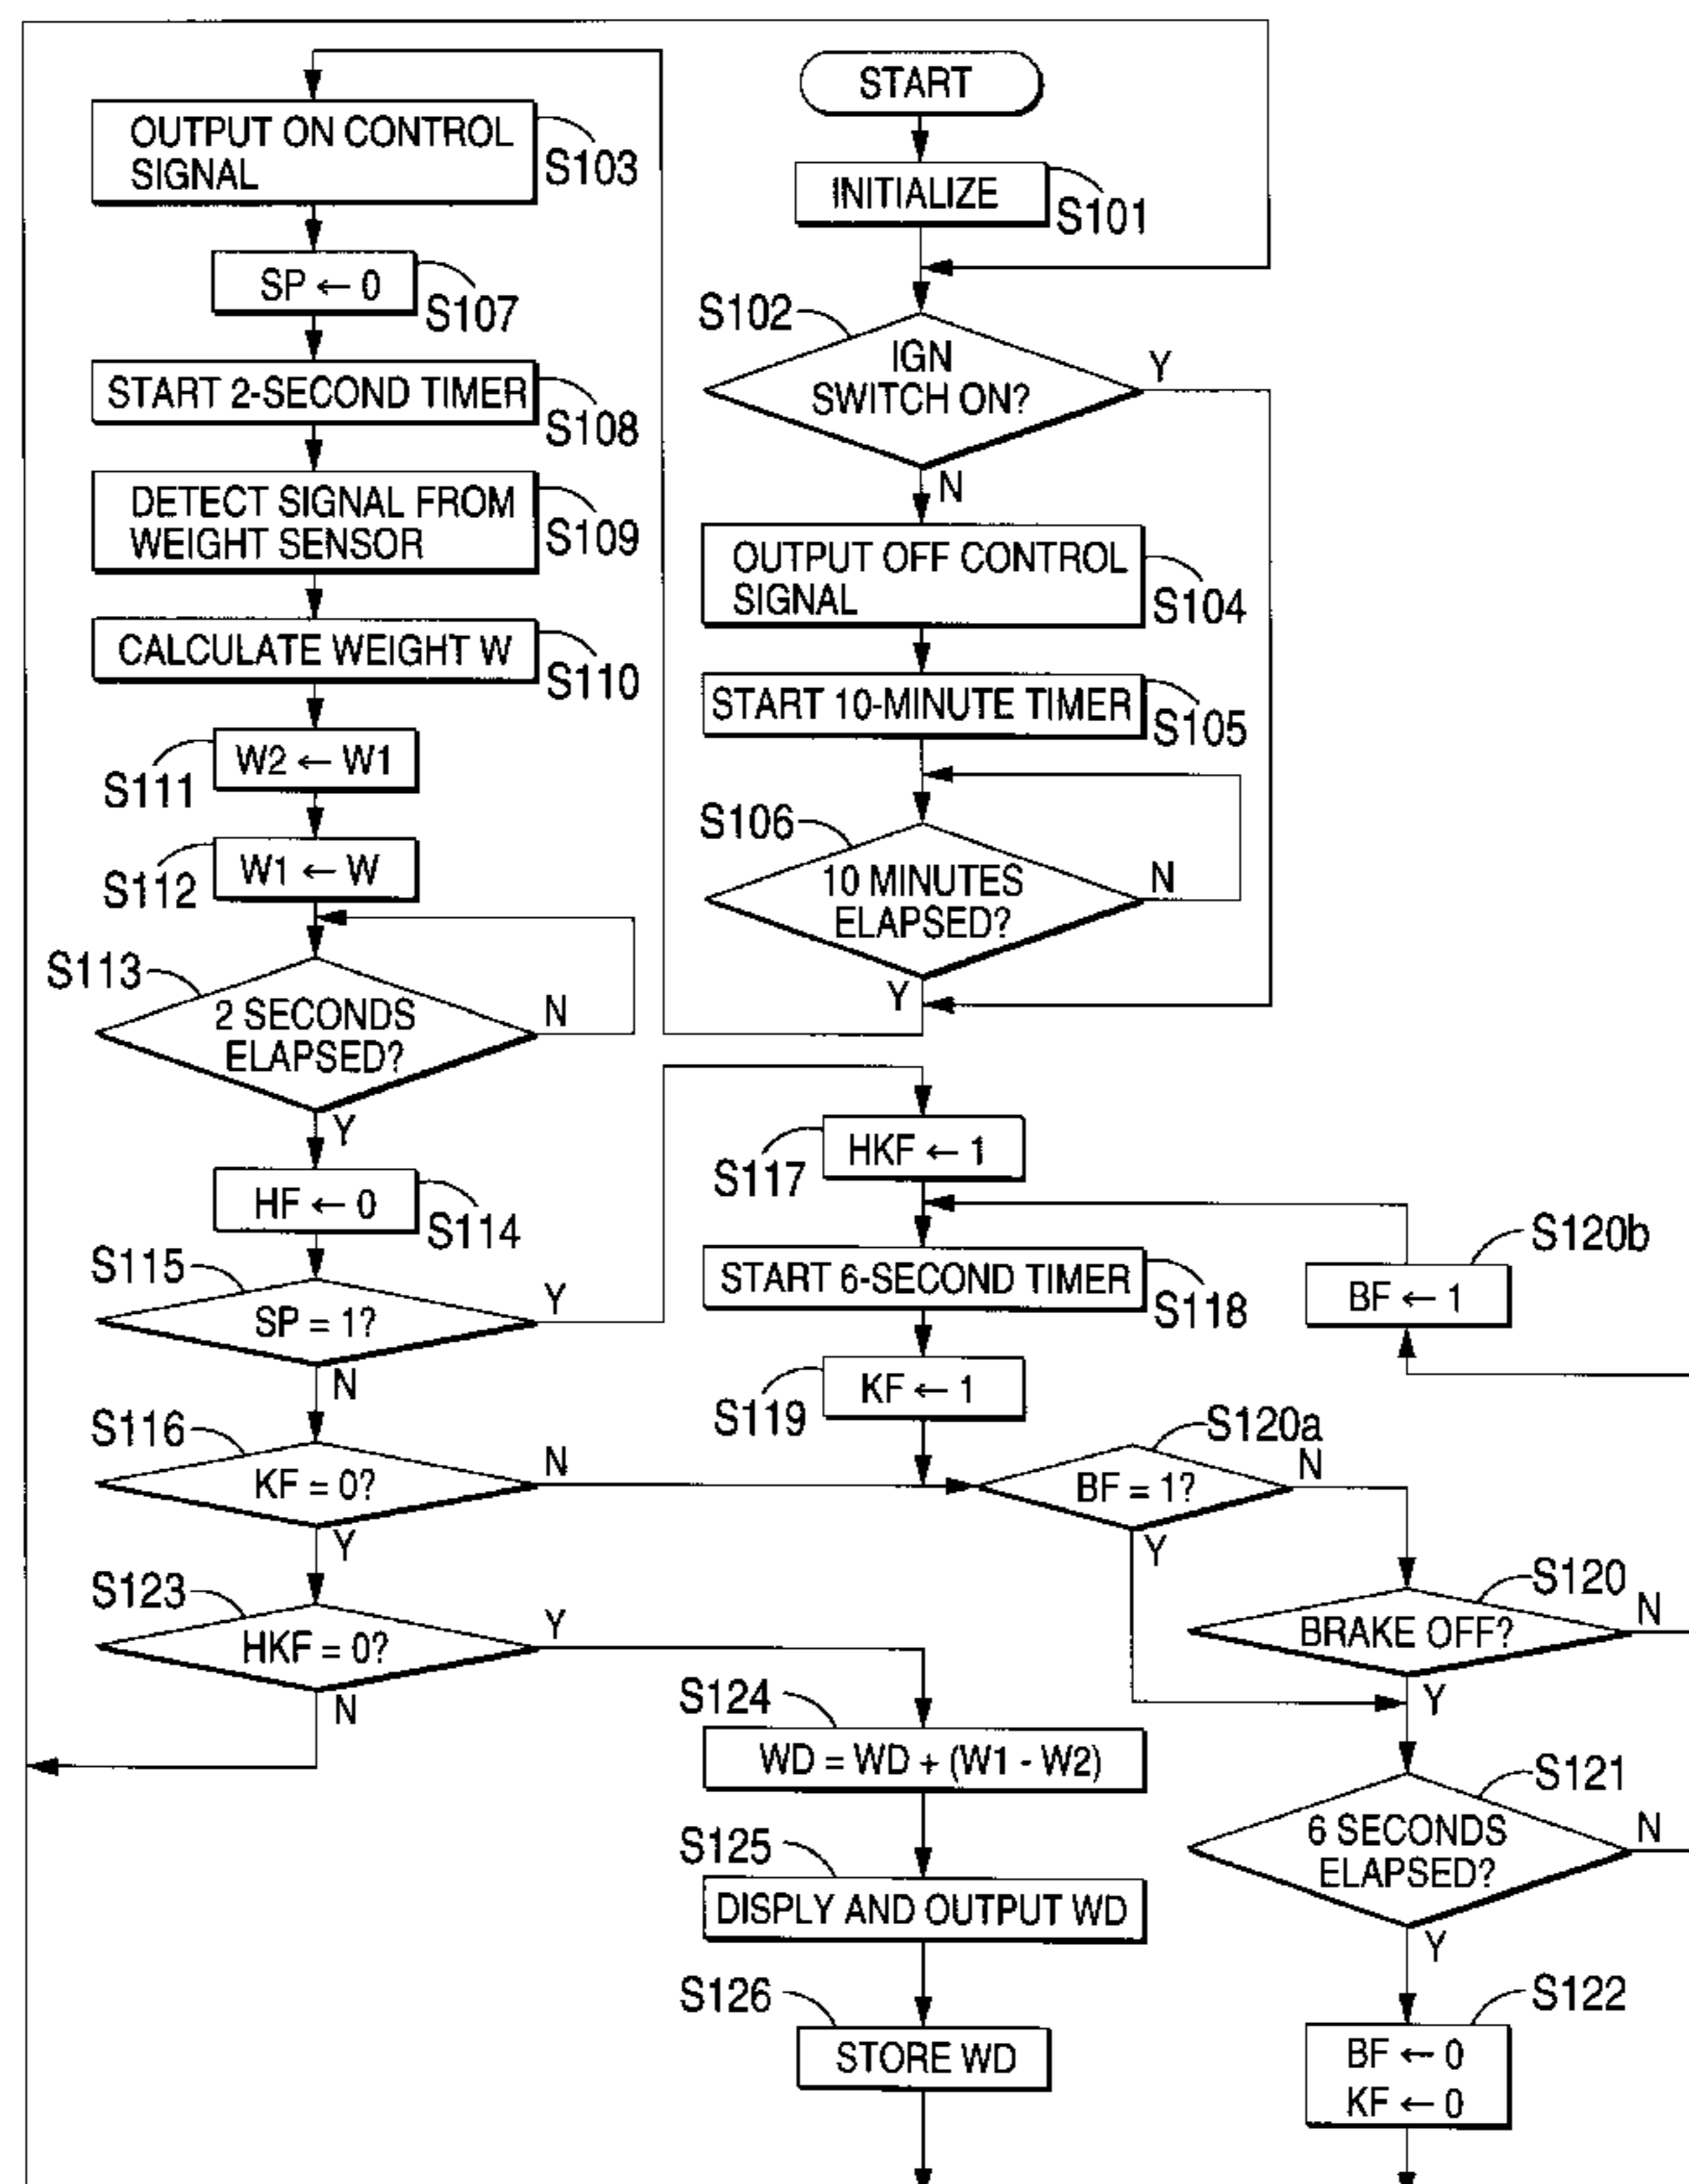 START
INITIALIZE
S101
S102
IGN
SWITCH ON?
Y
N
OUTPUT OFF CONTROL
SIGNAL
S104
START 10-MINUTE TIMER
S105
S106
10 MINUTES
ELAPSED?
N
Y
OUTPUT ON CONTROL
SIGNAL
S103
SP ← 0
S107
START 2-SECOND TIMER
S108
DETECT SIGNAL FROM
WEIGHT SENSOR
S109
CALCULATE WEIGHT W
S110
W2 ← W1
S111
W1 ← W
S112
S113
2 SECONDS
ELAPSED?
N
Y
HF ← 0
S114
S115
SP = 1?
Y
N
S116
KF = 0?
N
Y
S123
HKF = 0?
Y
N
HKF ← 1
S117
START 6-SECOND TIMER
S118
KF ← 1
S119
S120a
BF = 1?
N
Y
S120b
BF ← 1
S120
BRAKE OFF?
N
Y
S121
6 SECONDS
ELAPSED?
N
Y
S122
BF ← 0
KF ← 0
S124
WD = WD + (W1 - W2)
S125
DISPLY AND OUTPUT WD
S126
STORE WD